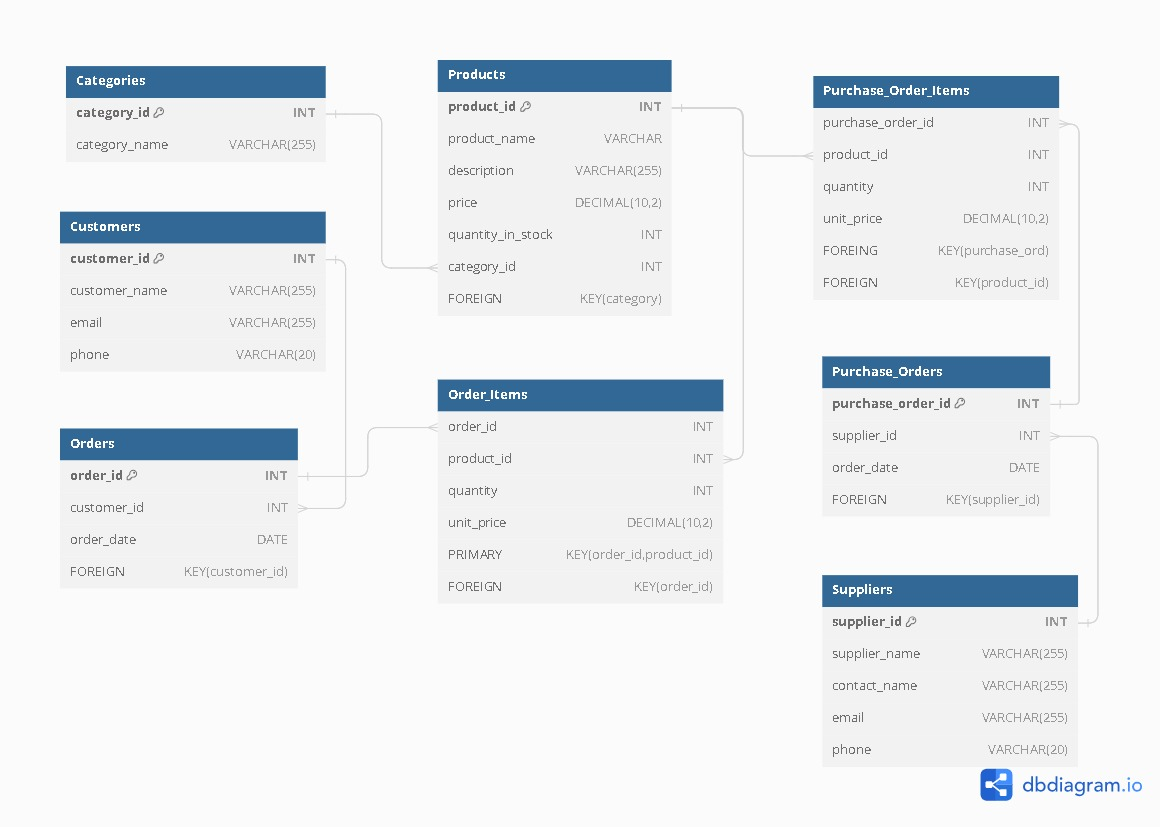 Categories
category_id INT
category_name VARCHAR(255)
Customers
customer_id INT
customer_name VARCHAR(255)
email VARCHAR(255)
phone VARCHAR(20)
Orders
order_id INT
customer_id INT
order_date DATE
FOREIGN KEY(customer_id)
Products
product_id INT
product_name VARCHAR
description VARCHAR(255)
price DECIMAL(10,2)
quantity_in_stock INT
category_id INT
FOREIGN KEY(category)
Order_Items
order_id INT
product_id INT
quantity INT
unit_price DECIMAL(10,2)
PRIMARY KEY(order_id,product_id)
FOREIGN KEY(order_id)
Purchase_Order_Items
purchase_order_id INT
product_id INT
quantity INT
unit_price DECIMAL(10,2)
FOREING KEY(purchase_ord)
FOREIGN KEY(product_id)
Purchase_Orders
purchase_order_id INT
supplier_id INT
order_date DATE
FOREIGN KEY(supplier_id)
Suppliers
supplier_id INT
supplier_name VARCHAR(255)
contact_name VARCHAR(255)
email VARCHAR(255)
phone VARCHAR(20)
dbdiagram.io